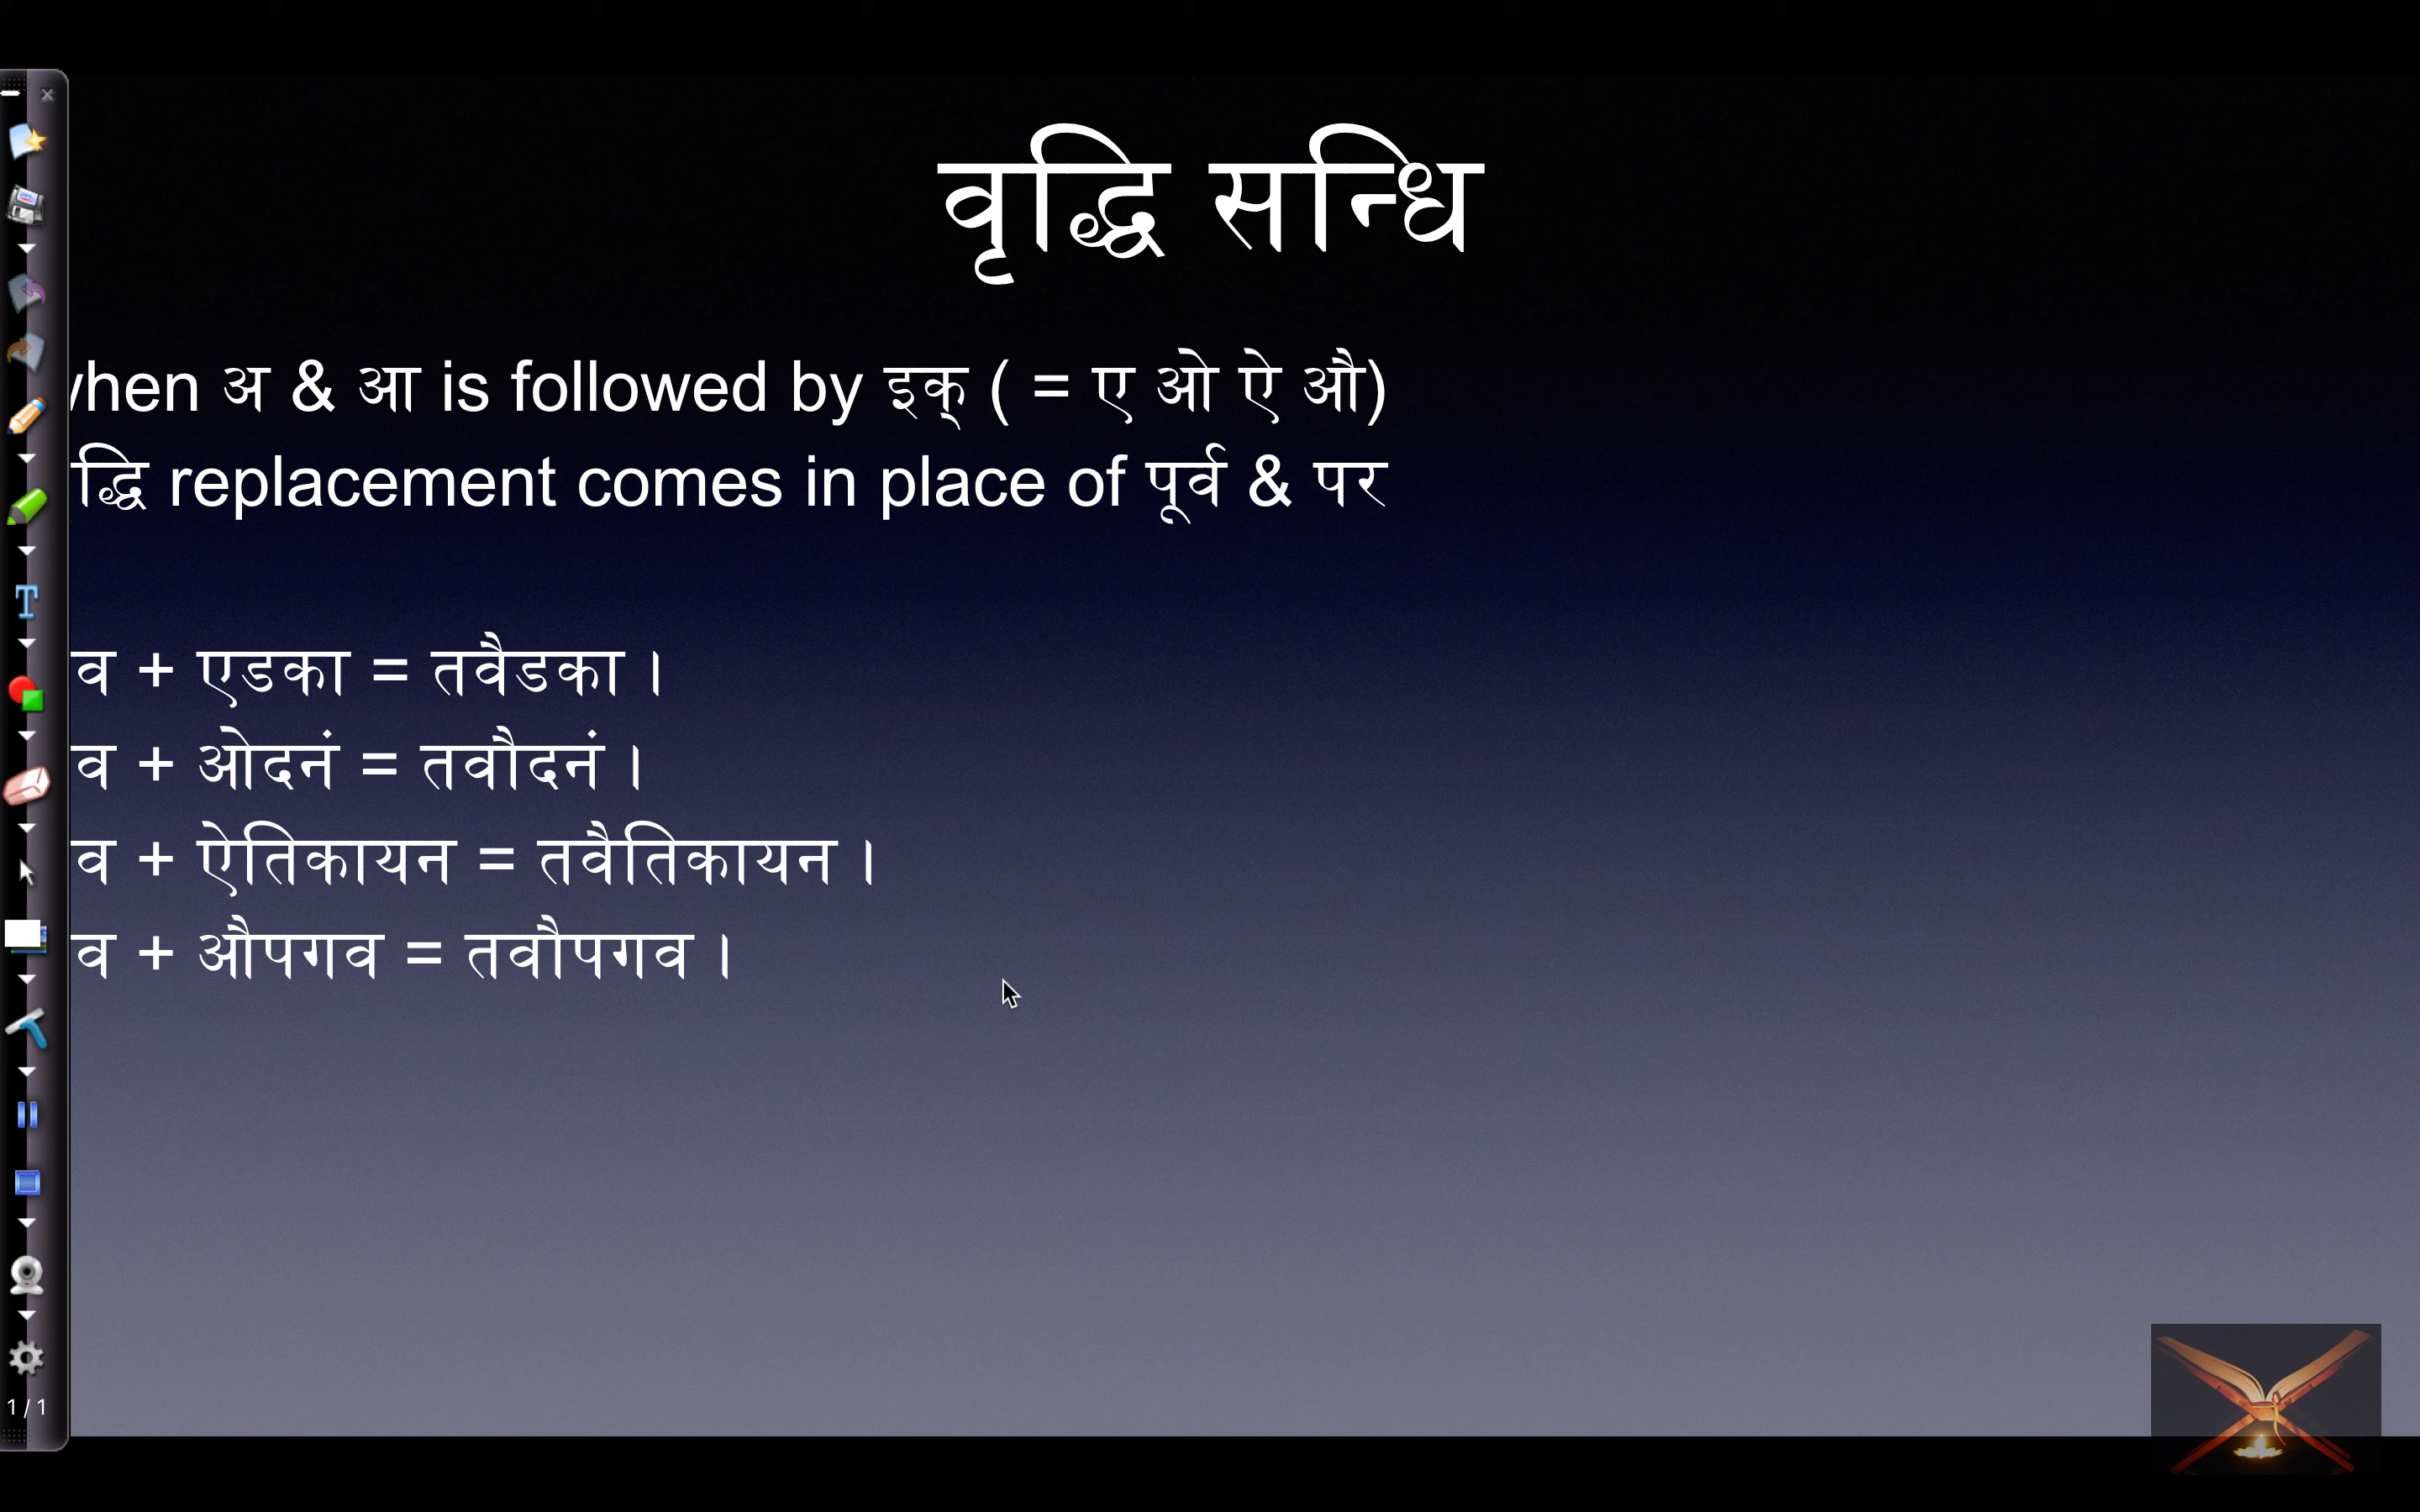 वृद्धि सन्धि
when अ & आ is followed by इक् ( = ए ओ ऐ औ)
द्धि replacement comes in place of पूर्व & पर
व + एडका = तवैडका ।
व + ओदनं = तवौदनं ।
व + ऐतिकायन = तवैतिकायन ।
व + औपगव = तवौपगव ।
1 / 1